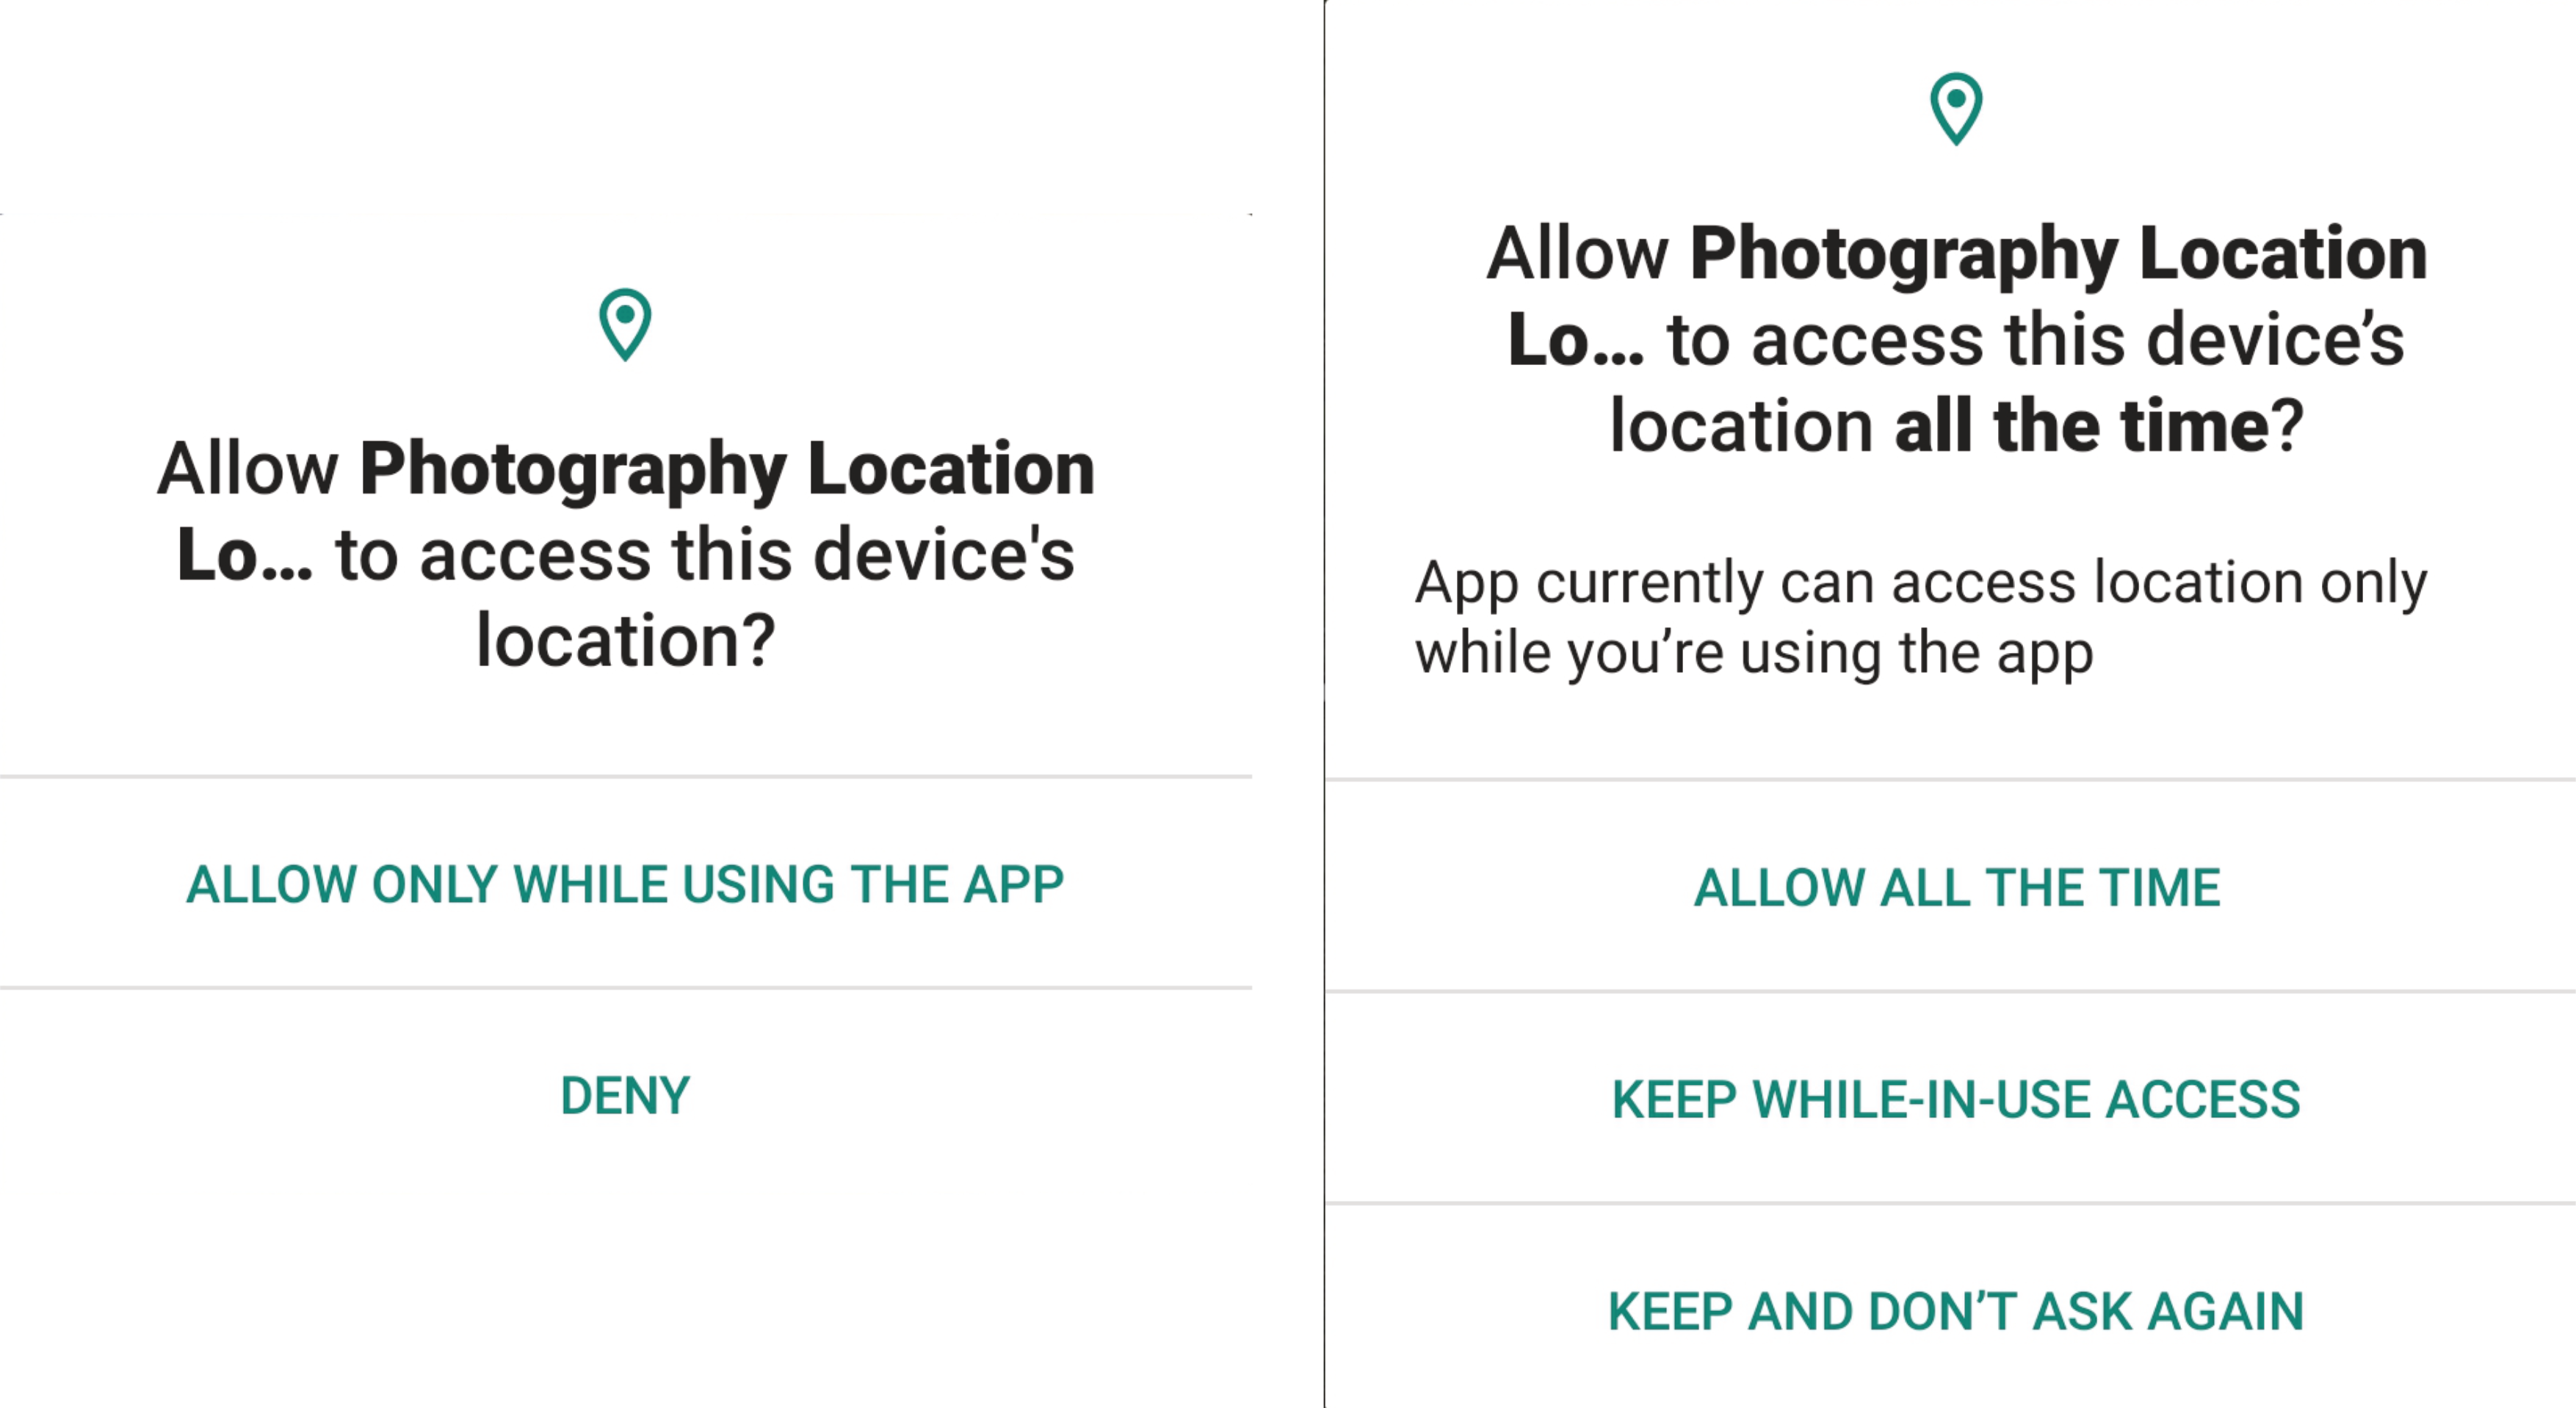 Allow Photography Location
Lo… to access this device's
location?
ALLOW ONLY WHILE USING THE APP
DENY
Allow Photography Location
Lo… to access this device’s
location all the time?
App currently can access location only
while you’re using the app
ALLOW ALL THE TIME
KEEP WHILE-IN-USE ACCESS
KEEP AND DON’T ASK AGAIN